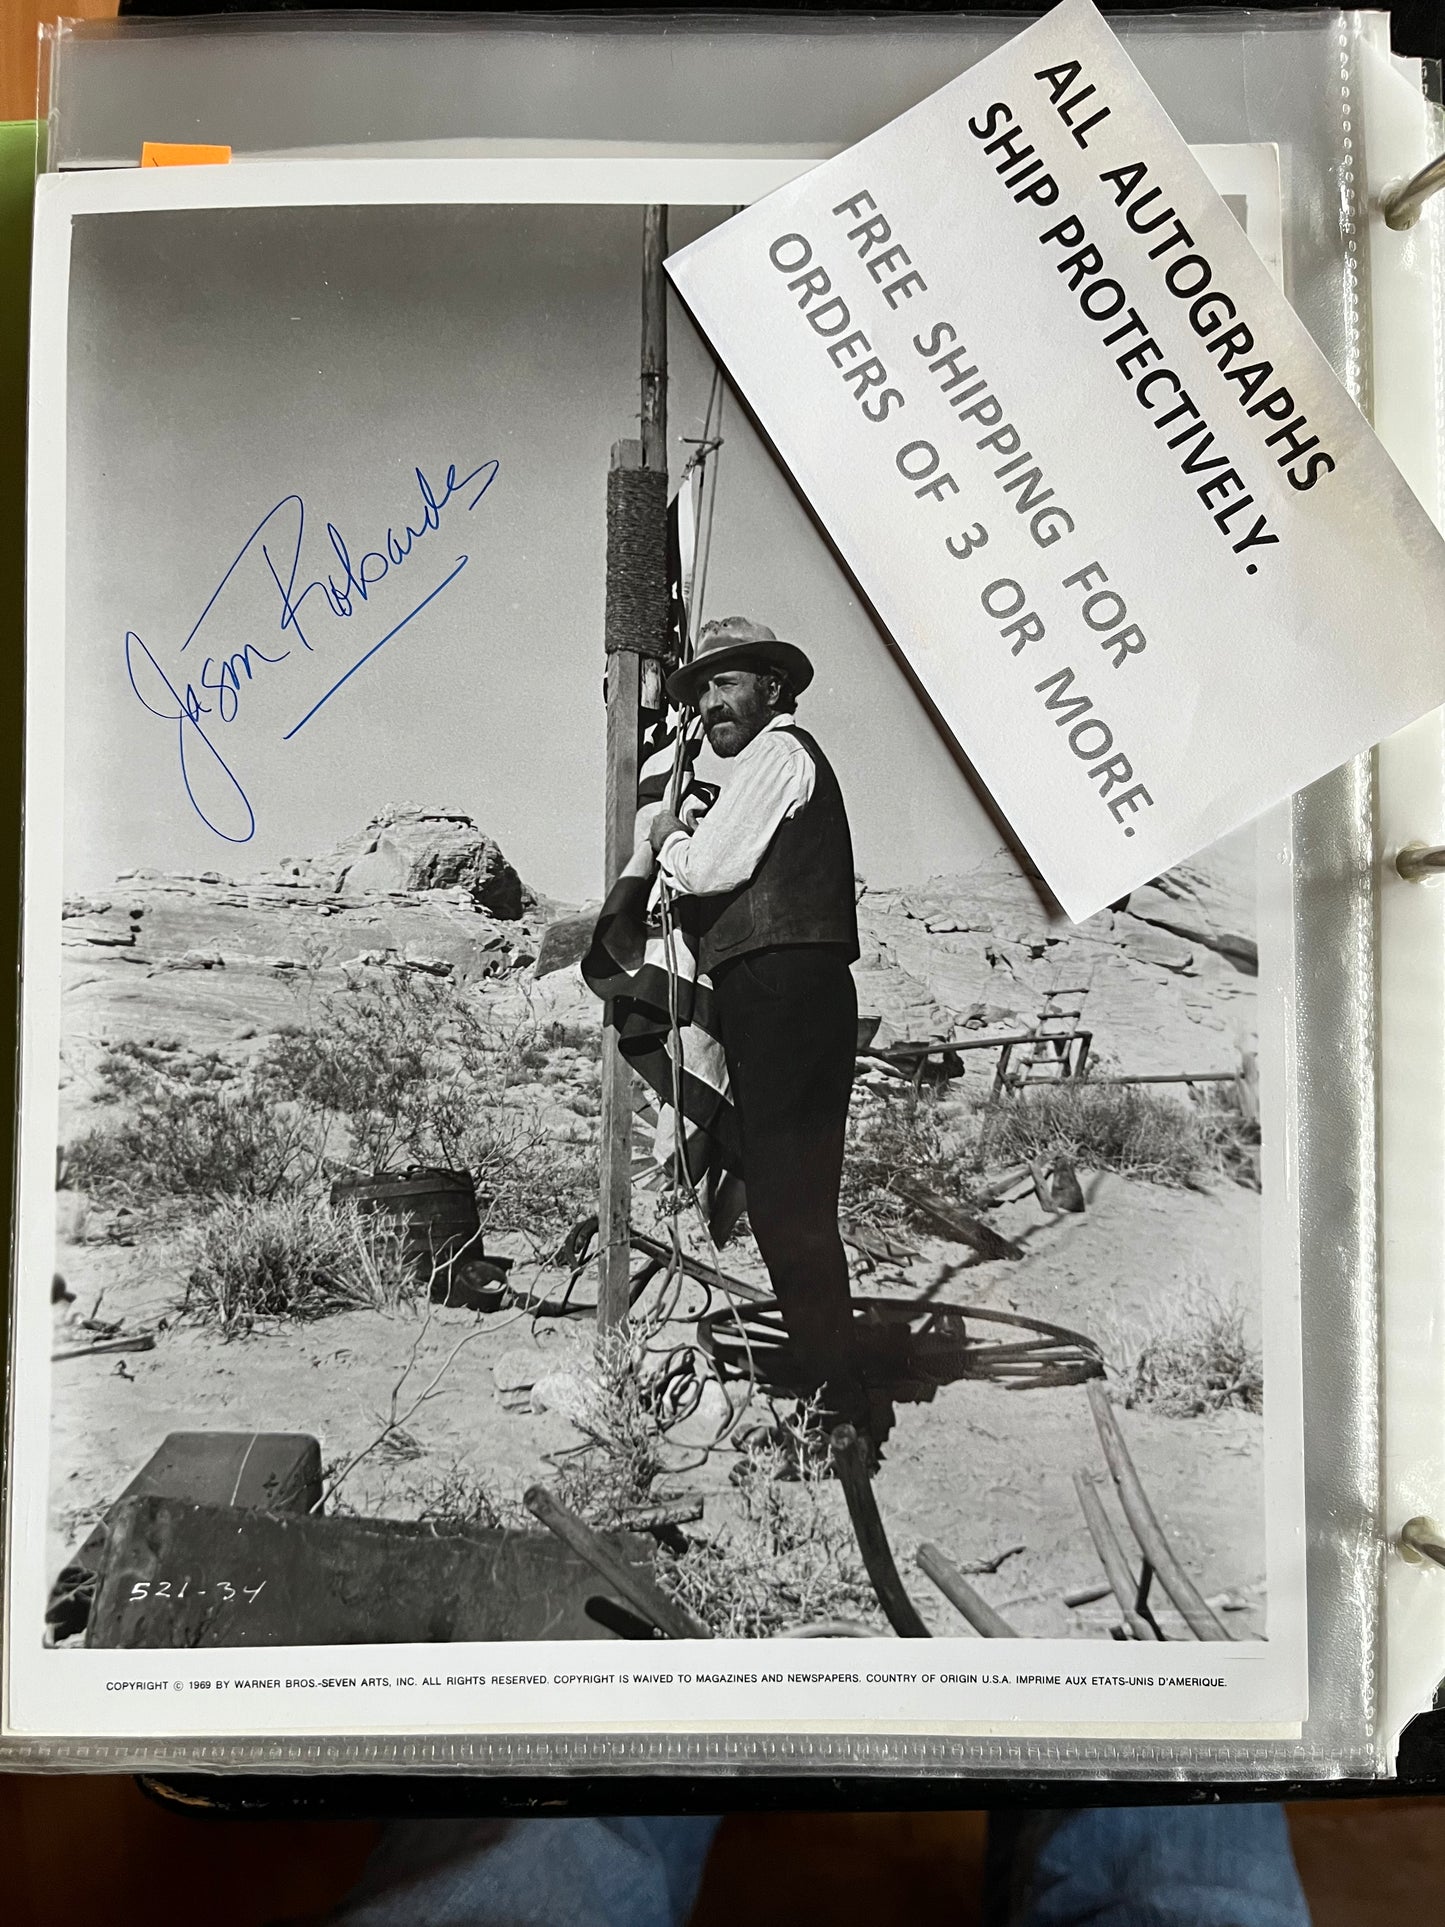 ALL AUTOGRAPHS
SHIP PROTECTIVELY.
FREE SHIPPING FOR
ORDERS OF 3 OR MORE.
Jason Robards
521-34
COPYRIGHT © 1969 BY WARNER BROS.-SEVEN ARTS, INC. ALL RIGHTS RESERVED. COPYRIGHT IS WAIVED TO MAGAZINES AND NEWSPAPERS. COUNTRY OF ORIGIN U.S.A. IMPRIME AUX ETATS-UNIS D'AMERIQUE.